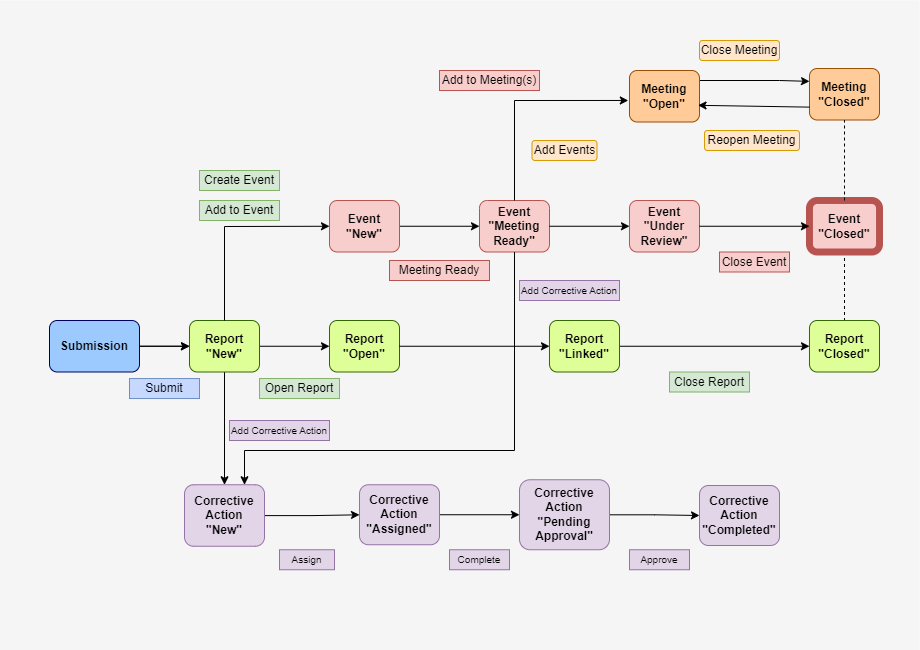 Close Meeting
Add to Meeting(s)
Meeting
"Open"
Meeting
"Closed"
Reopen Meeting
Add Events
Create Event
Add to Event
Event
"New"
Event
"Meeting
Ready"
Event
"Under
Review"
Event
"Closed"
Meeting Ready
Close Event
Add Corrective Action
Submission
Report
"New"
Report
"Open"
Report
"Linked"
Report
"Closed"
Submit
Open Report
Close Report
Add Corrective Action
Corrective
Action
"New"
Corrective
Action
"Assigned"
Corrective
Action
"Pending
Approval"
Corrective
Action
"Completed"
Assign
Complete
Approve